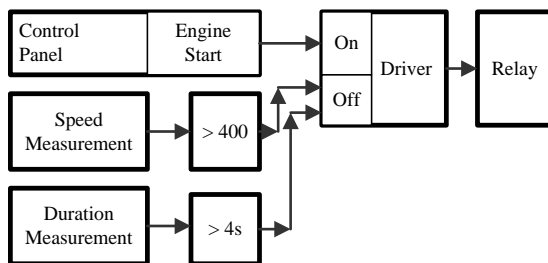 Control
Panel
Engine
Start
On
Off
Driver
Relay
Speed
Measurement
> 400
Duration
Measurement
> 4s